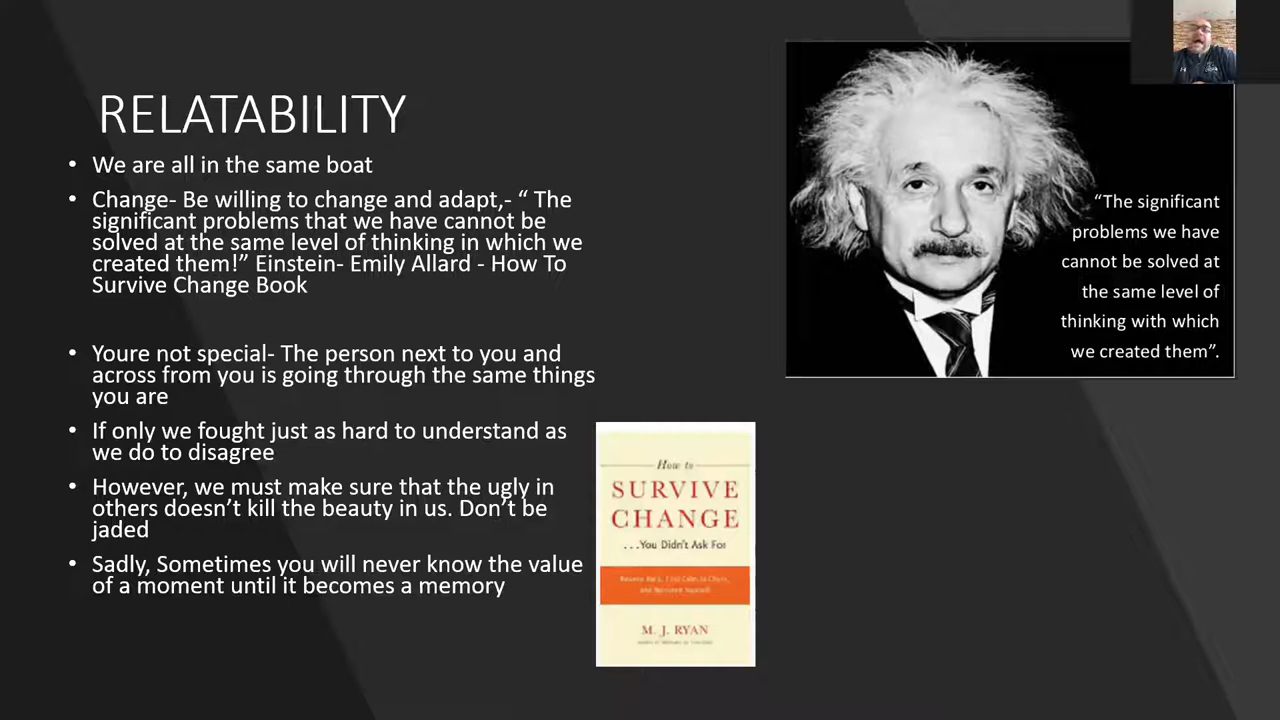 RELATABILITY
• We are all in the same boat
• Change- Be willing to change and adapt,- “ The
significant problems that we have cannot be
solved at the same level of thinking in which we
created them!” Einstein- Emily Allard - How To
Survive Change Book
• Youre not special- The person next to you and
across from you is going through the same things
you are
• If only we fought just as hard to understand as
we do to disagree
• However, we must make sure that the ugly in
others doesn’t kill the beauty in us. Don’t be
jaded
• Sadly, Sometimes you will never know the value
of a moment until it becomes a memory
“The significant
problems we have
cannot be solved at
the same level of
thinking with which
we created them”.
How to
SURVIVE
CHANGE
...You Didn't Ask For
and Reinvent Yourself
M. J. RYAN